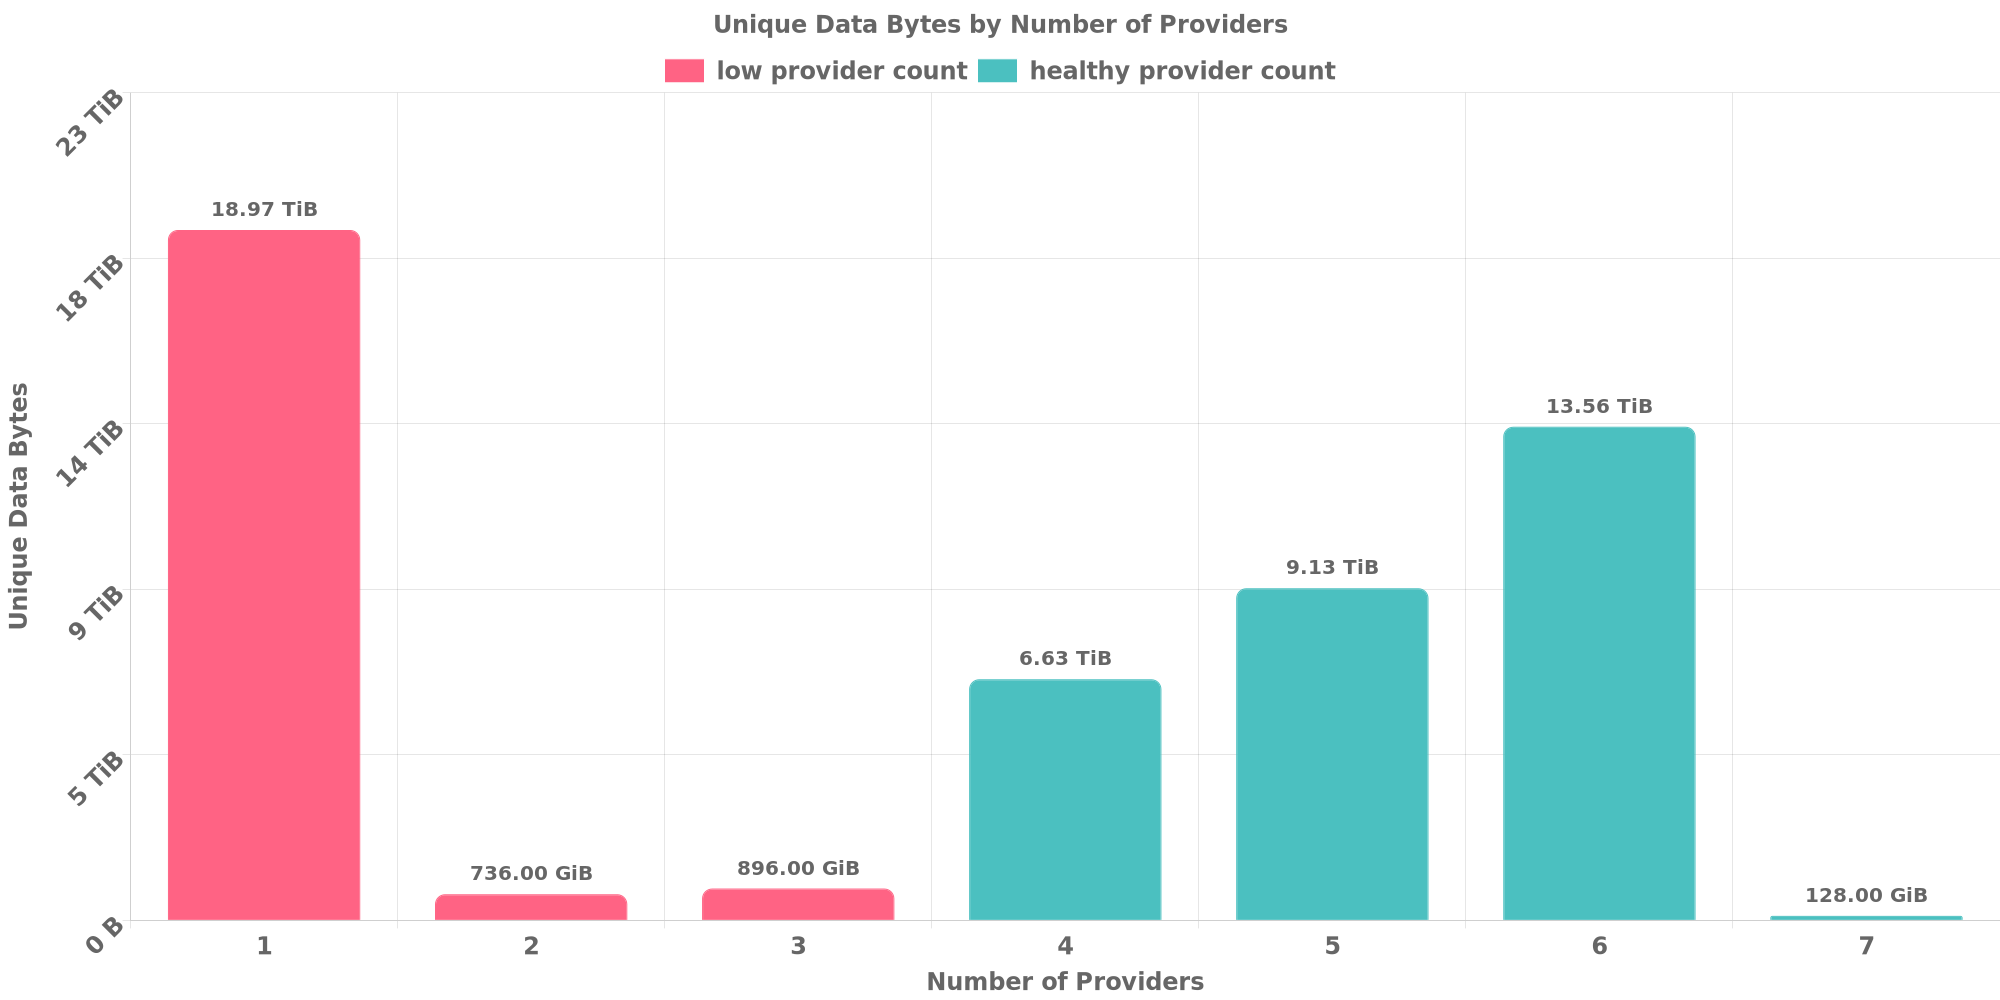 Unique Data Bytes by Number of Providers
low provider count
healthy provider count
Unique Data Bytes
23 TiB
18 TiB
14 TiB
9 TiB
5 TiB
0 B
18.97 TiB
736.00 GiB
896.00 GiB
6.63 TiB
9.13 TiB
13.56 TiB
128.00 GiB
1 2 3 4 5 6 7
Number of Providers